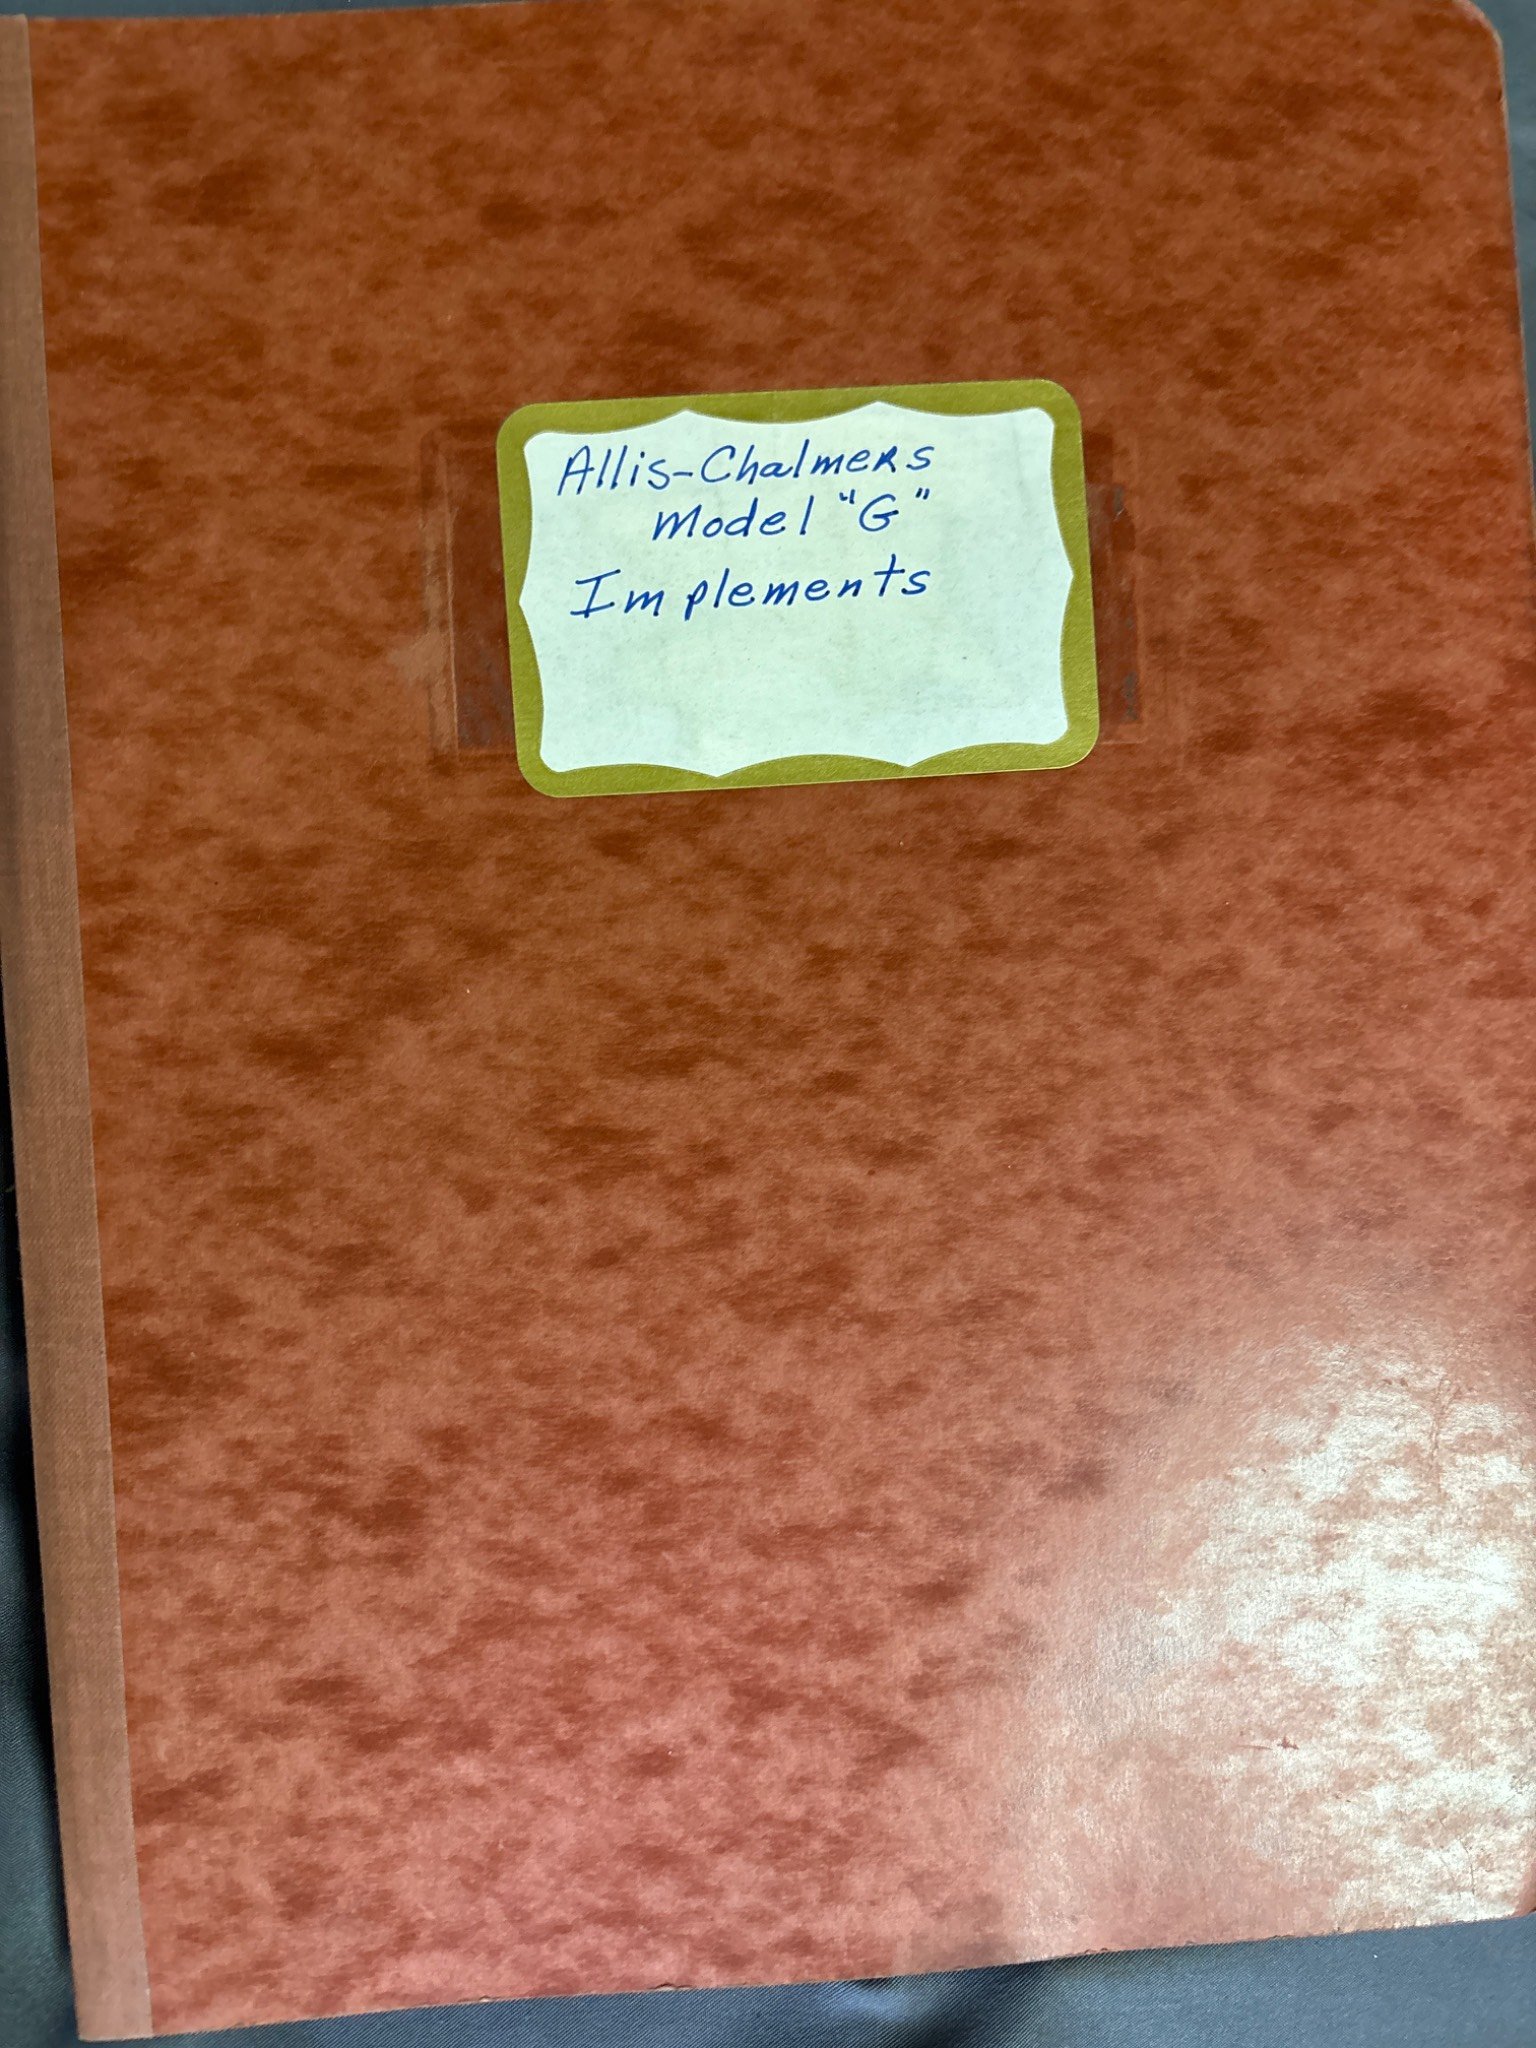 Allis-Chalmers
Model "G"
Implements